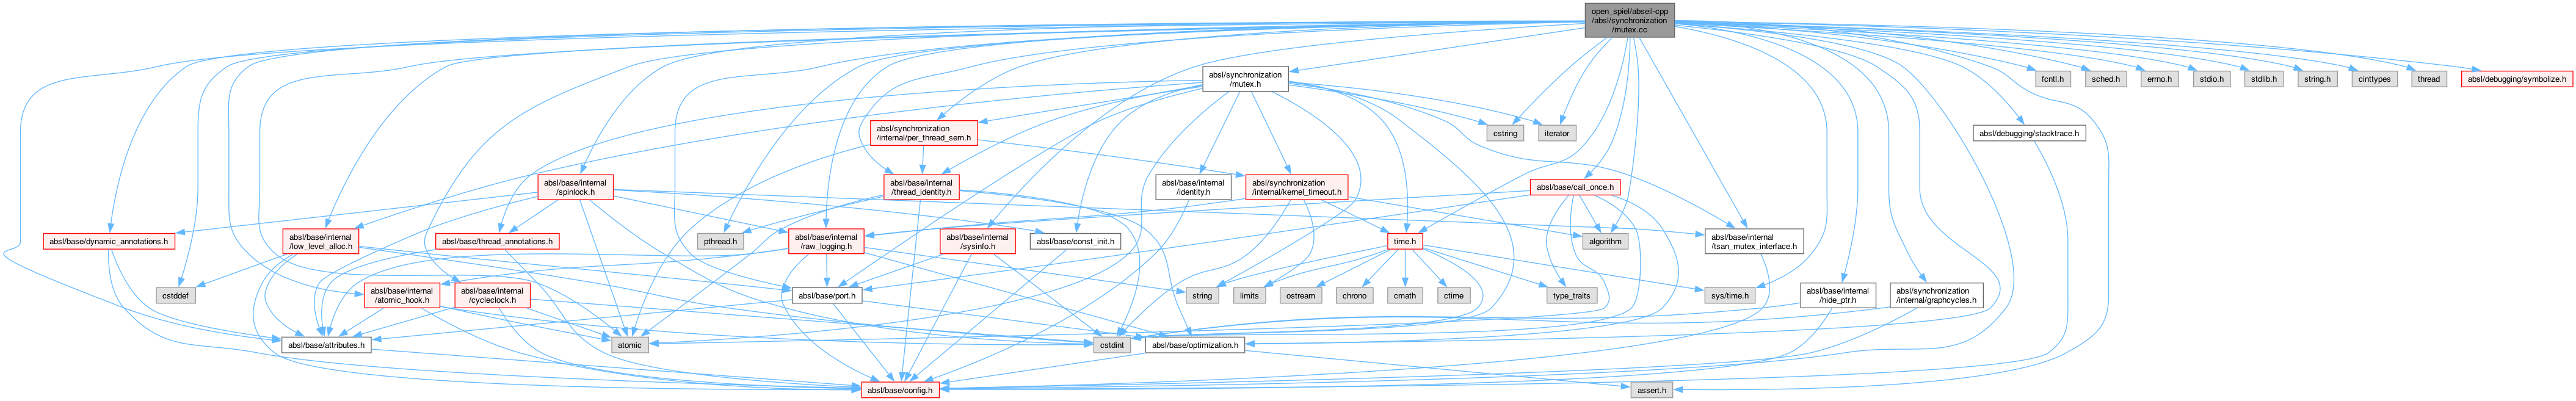 open_spiel/abseil-cpp
/absl/synchronization
/mutex.cc
absl/synchronization
/mutex.h
fcntl.h
sched.h
errno.h
stdio.h
stdlib.h
string.h
cinttypes
thread
absl/debugging/symbolize.h
absl/synchronization
/internal/per_thread_sem.h
cstring
iterator
absl/debugging/stacktrace.h
absl/base/internal
/spinlock.h
absl/base/internal
/thread_identity.h
absl/base/internal
/identity.h
absl/synchronization
/internal/kernel_timeout.h
absl/base/call_once.h
absl/base/dynamic_annotations.h
absl/base/internal
/low_level_alloc.h
absl/base/thread_annotations.h
pthread.h
absl/base/internal
/raw_logging.h
absl/base/internal
/sysinfo.h
absl/base/const_init.h
time.h
algorithm
absl/base/internal
/tsan_mutex_interface.h
cstddef
absl/base/internal
/atomic_hook.h
absl/base/internal
/cycleclock.h
absl/base/port.h
string
limits
ostream
chrono
cmath
ctime
type_traits
sys/time.h
absl/base/internal
/hide_ptr.h
absl/synchronization
/internal/graphcycles.h
absl/base/attributes.h
atomic
cstdint
absl/base/optimization.h
absl/base/config.h
assert.h